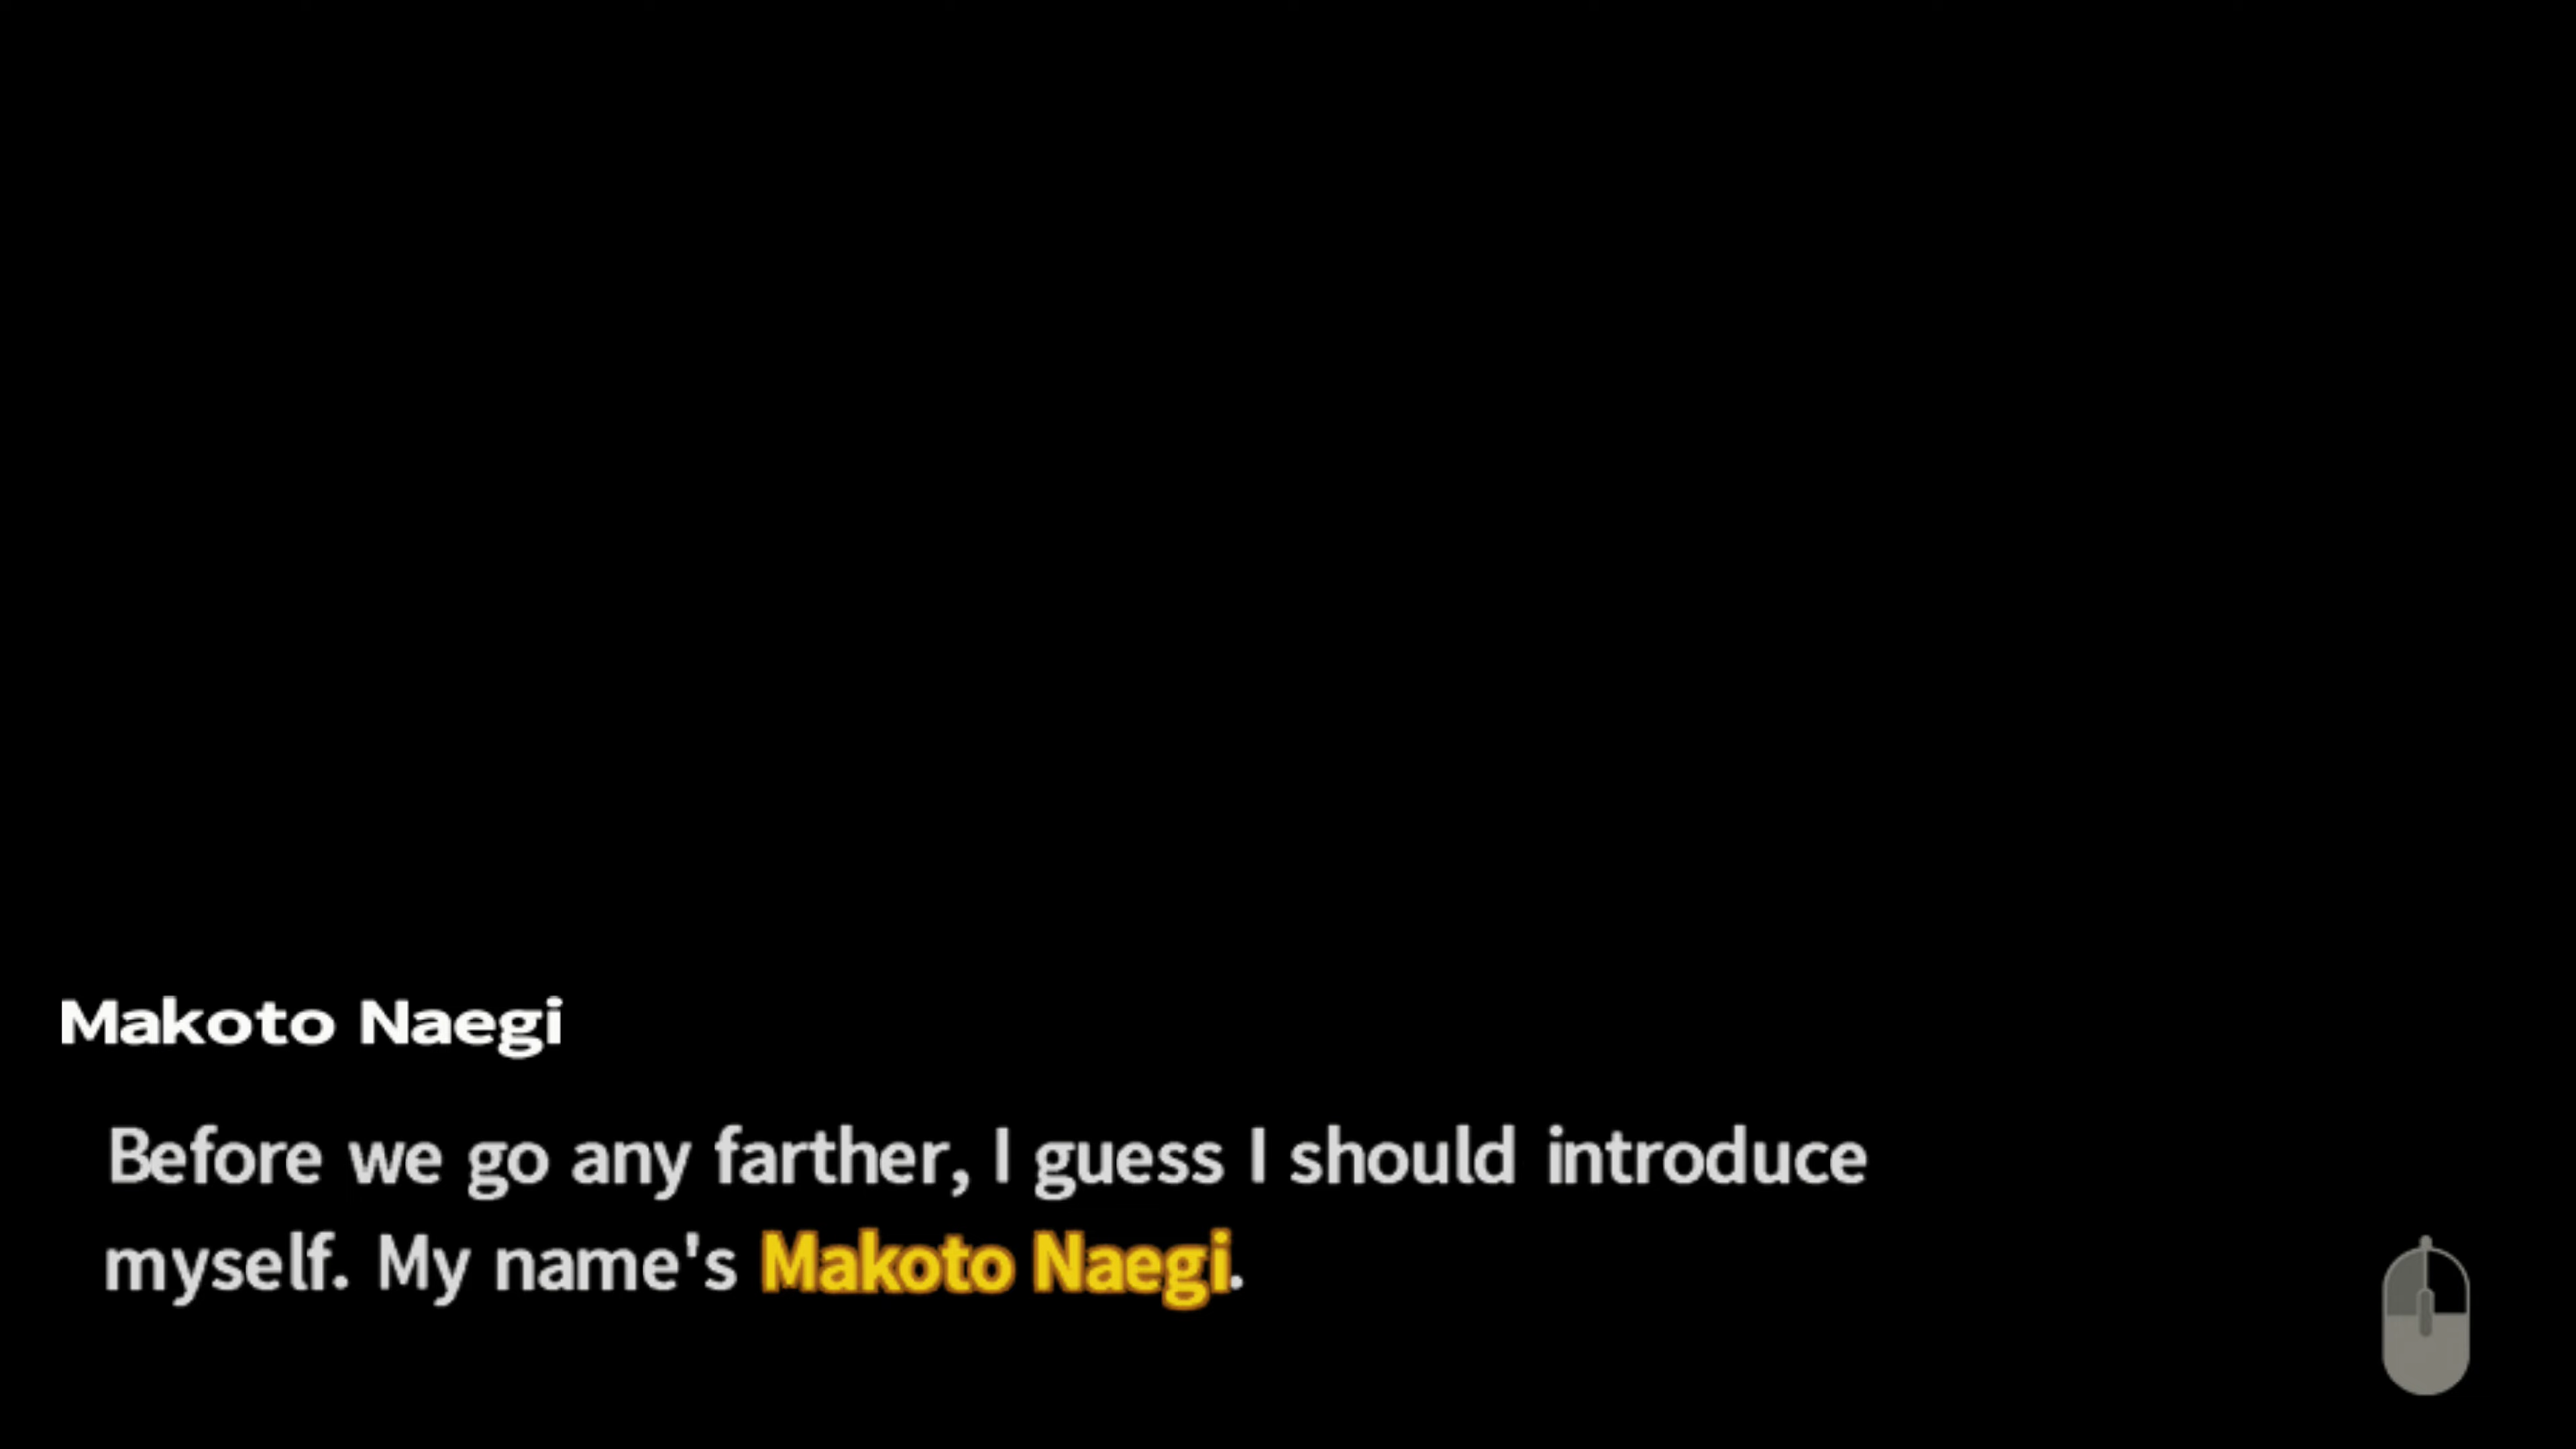 Makoto Naegi
Before we go any farther, I guess I should introduce
myself. My name's Makoto Naegi.